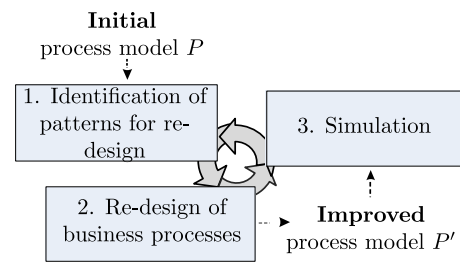 Initial
process model P
1. Identification of
patterns for re-
design
3. Simulation
2. Re-design of
business processes
Improved
process model P′